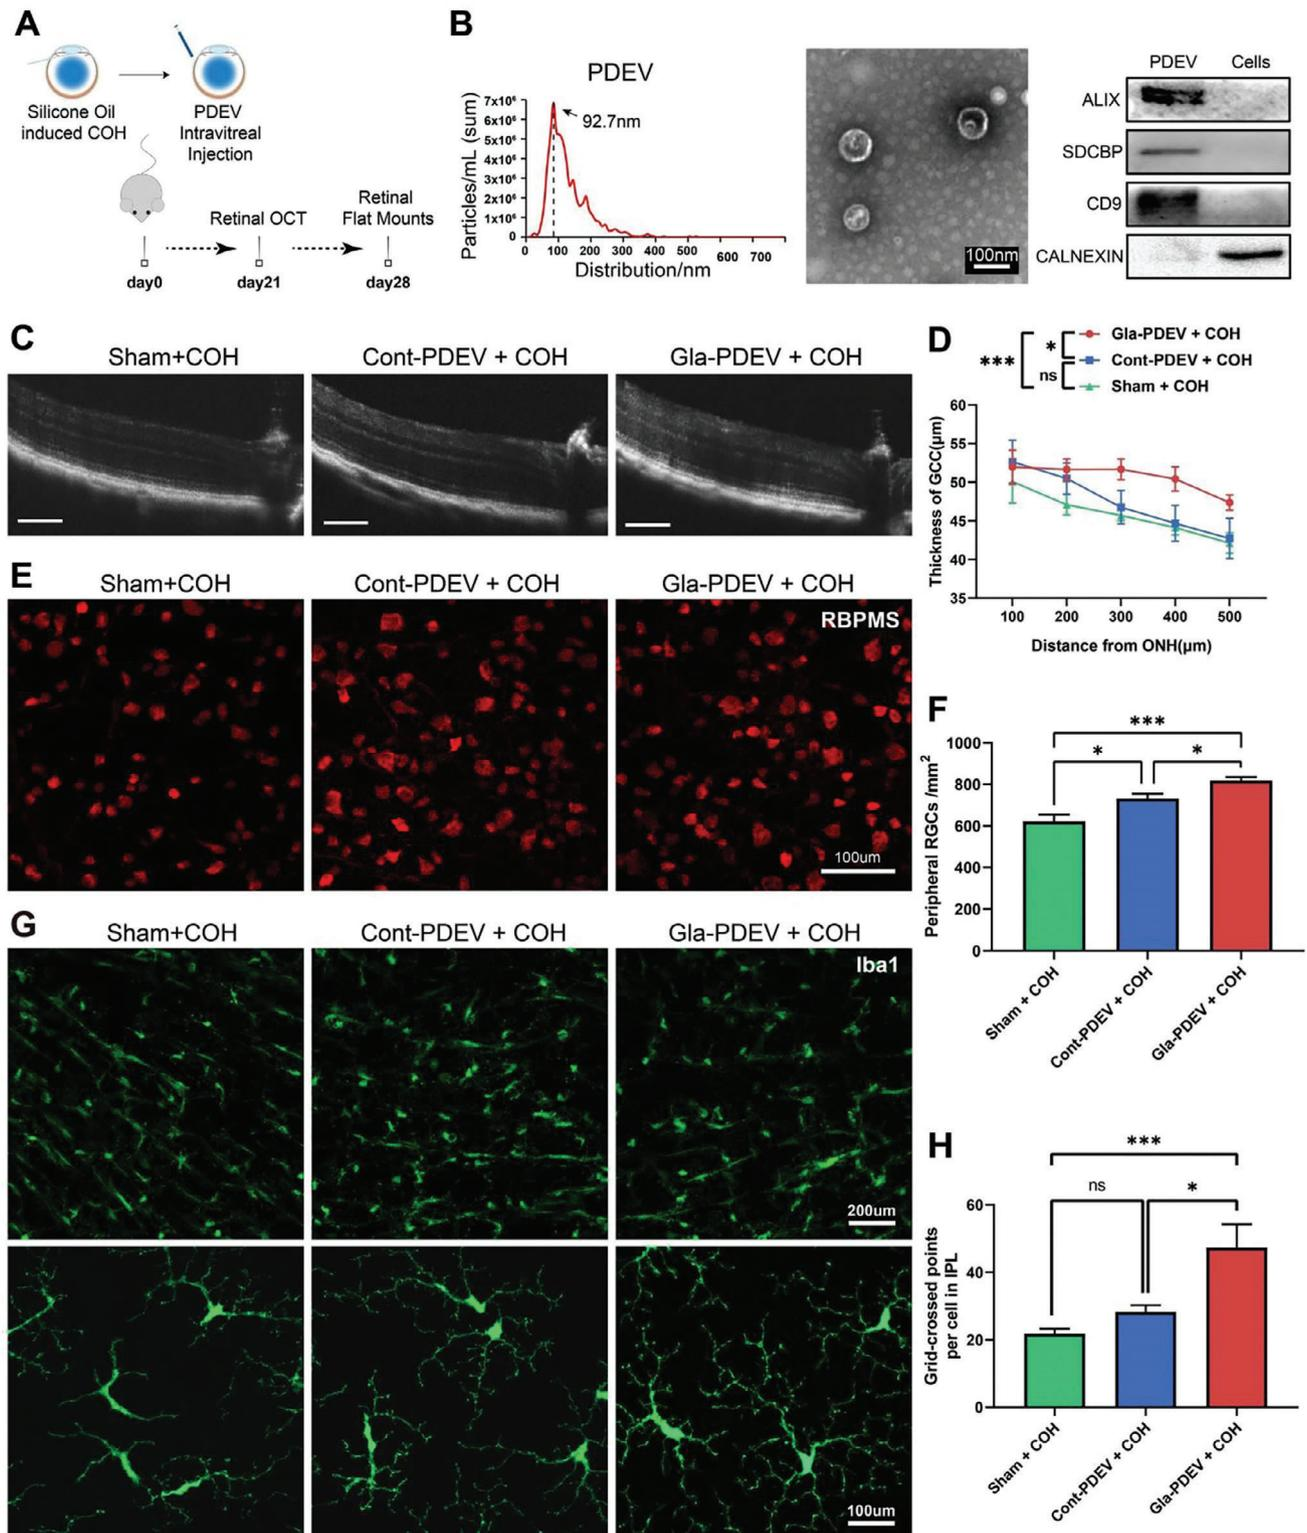 A
Silicone Oil
induced COH
PDEV
Intravitreal
Injection
Retinal OCT
Retinal
Flat Mounts
day0
day21
day28
B
PDEV
Particles/mL (sum)
7x10⁶
6x10⁶
5x10⁶
4x10⁶
3x10⁶
2x10⁶
1x10⁶
0
92.7nm
0 100 200 300 400 500 600 700
Distribution/nm
100nm
PDEV Cells
ALIX
SDCBP
CD9
CALNEXIN
C
Sham+COH
Cont-PDEV + COH
Gla-PDEV + COH
D
***
*
ns
Gla-PDEV + COH
Cont-PDEV + COH
Sham + COH
Thickness of GCC(μm)
60
55
50
45
40
35
100 200 300 400 500
Distance from ONH(μm)
E
Sham+COH
Cont-PDEV + COH
Gla-PDEV + COH
RBPMS
100um
F
***
* *
Peripheral RGCs /mm²
1000
800
600
400
200
0
Sham + COH
Cont-PDEV + COH
Gla-PDEV + COH
G
Sham+COH
Cont-PDEV + COH
Gla-PDEV + COH
Iba1
200um
100um
H
***
ns *
Grid-crossed points
per cell in IPL
60
40
20
0
Sham + COH
Cont-PDEV + COH
Gla-PDEV + COH